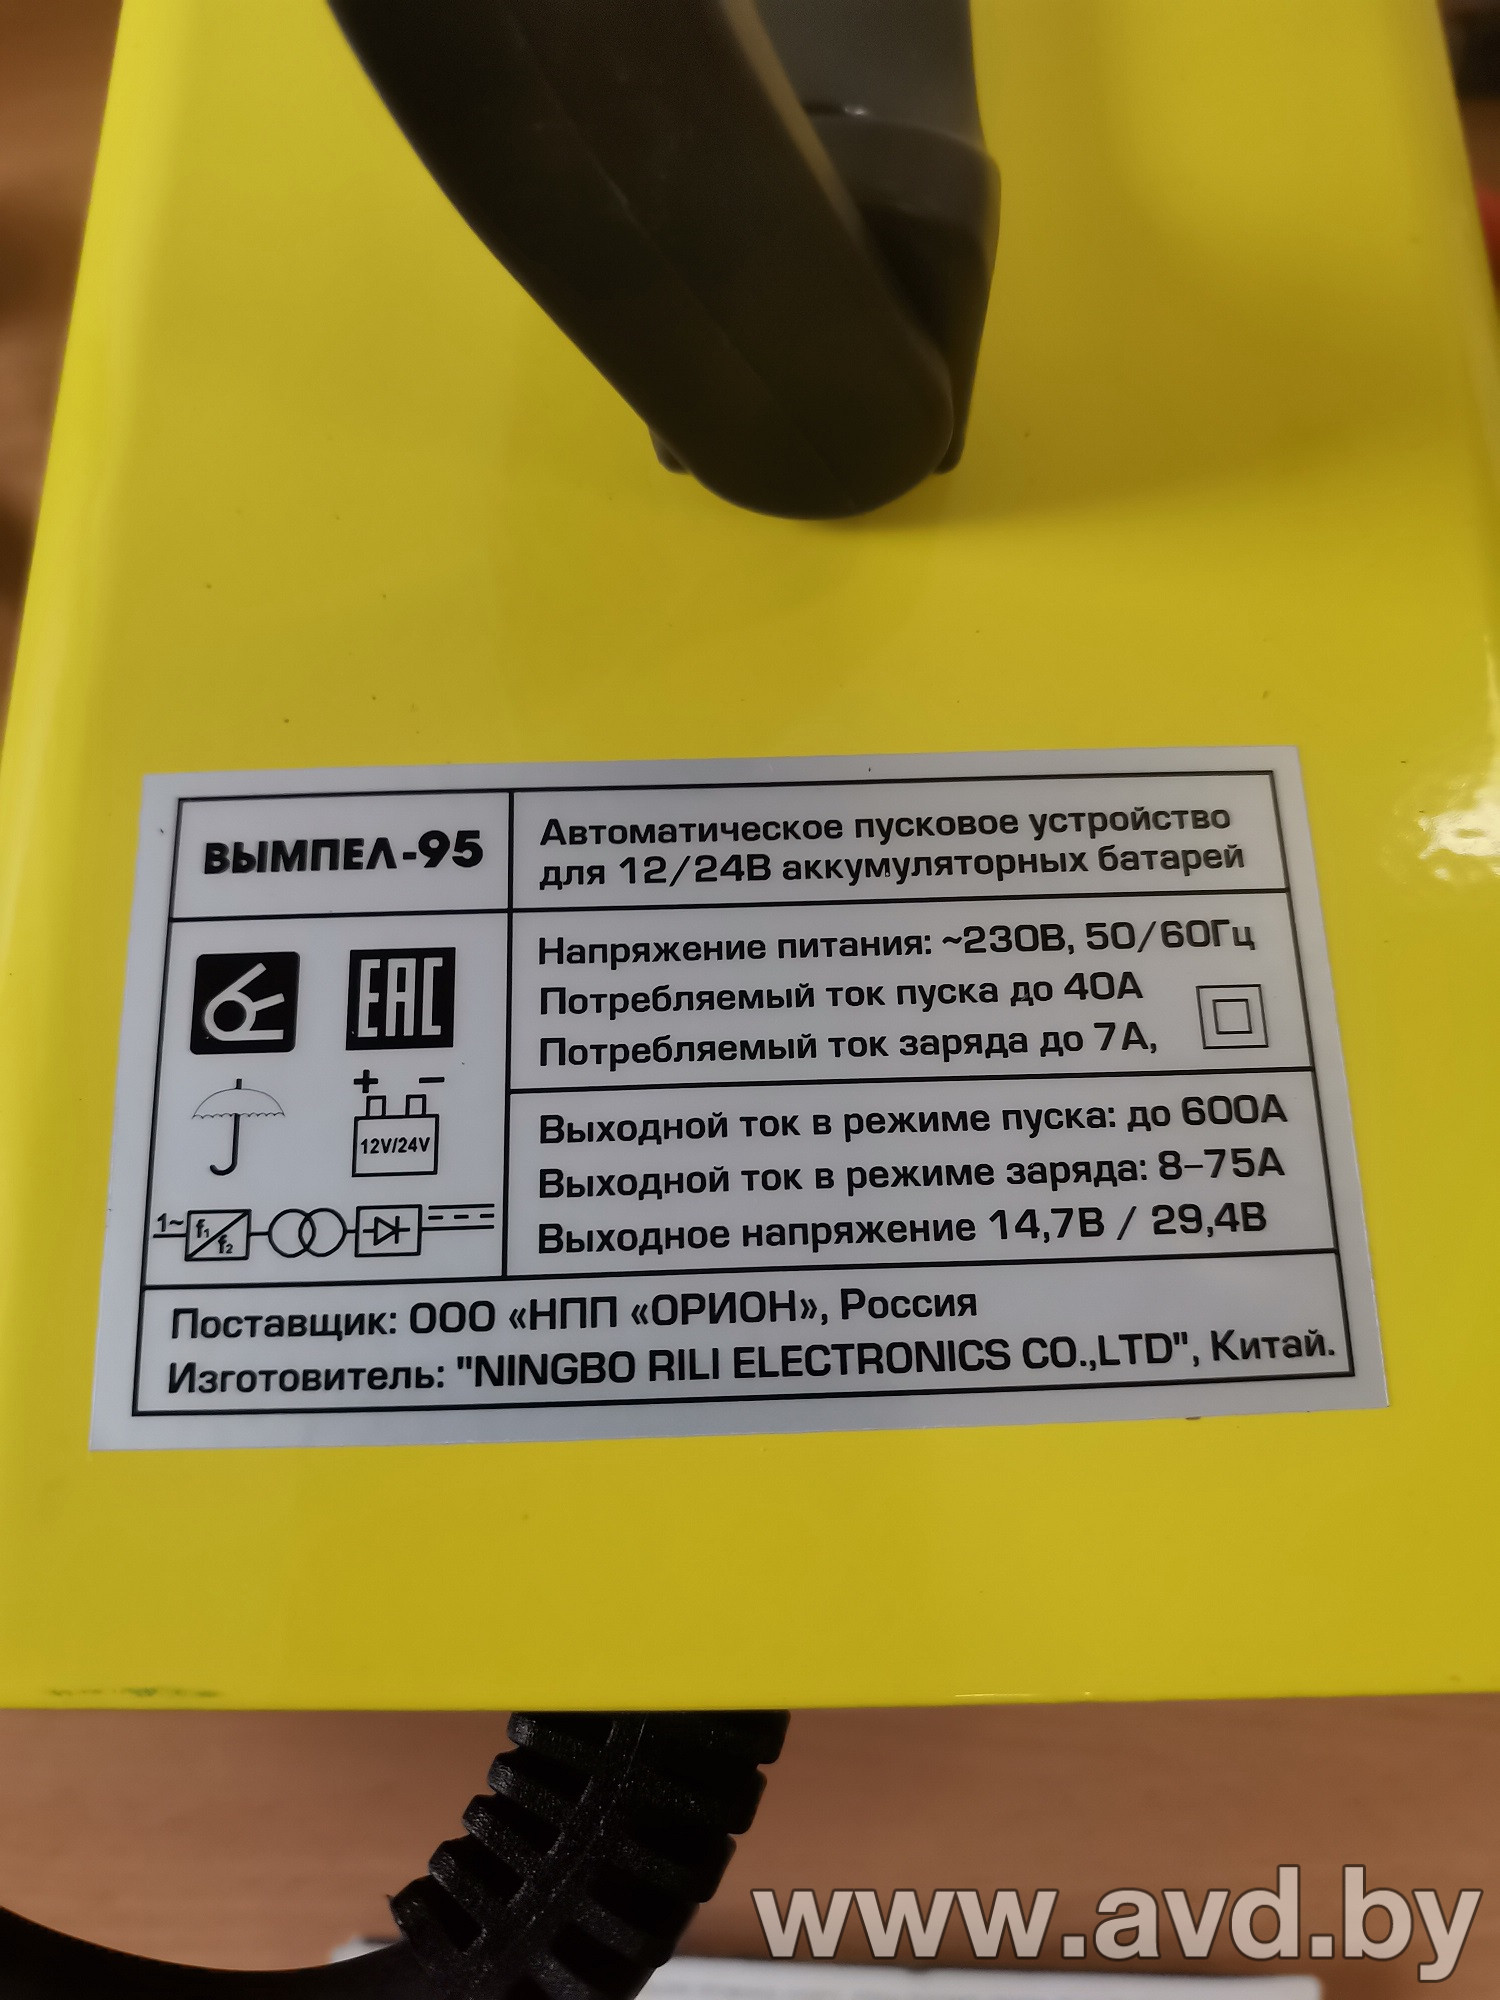 ВЫМПЕЛ-95
Автоматическое пусковое устройство
для 12/24В аккумуляторных батарей
EAC
+ −
12V/24V
1~ f₁ f₂
Напряжение питания: ~230В, 50/60Гц
Потребляемый ток пуска до 40А
Потребляемый ток заряда до 7А,
Выходной ток в режиме пуска: до 600А
Выходной ток в режиме заряда: 8–75А
Выходное напряжение 14,7В / 29,4В
Поставщик: ООО «НПП «ОРИОН», Россия
Изготовитель: "NINGBO RILI ELECTRONICS CO.,LTD", Китай.
www.avd.by